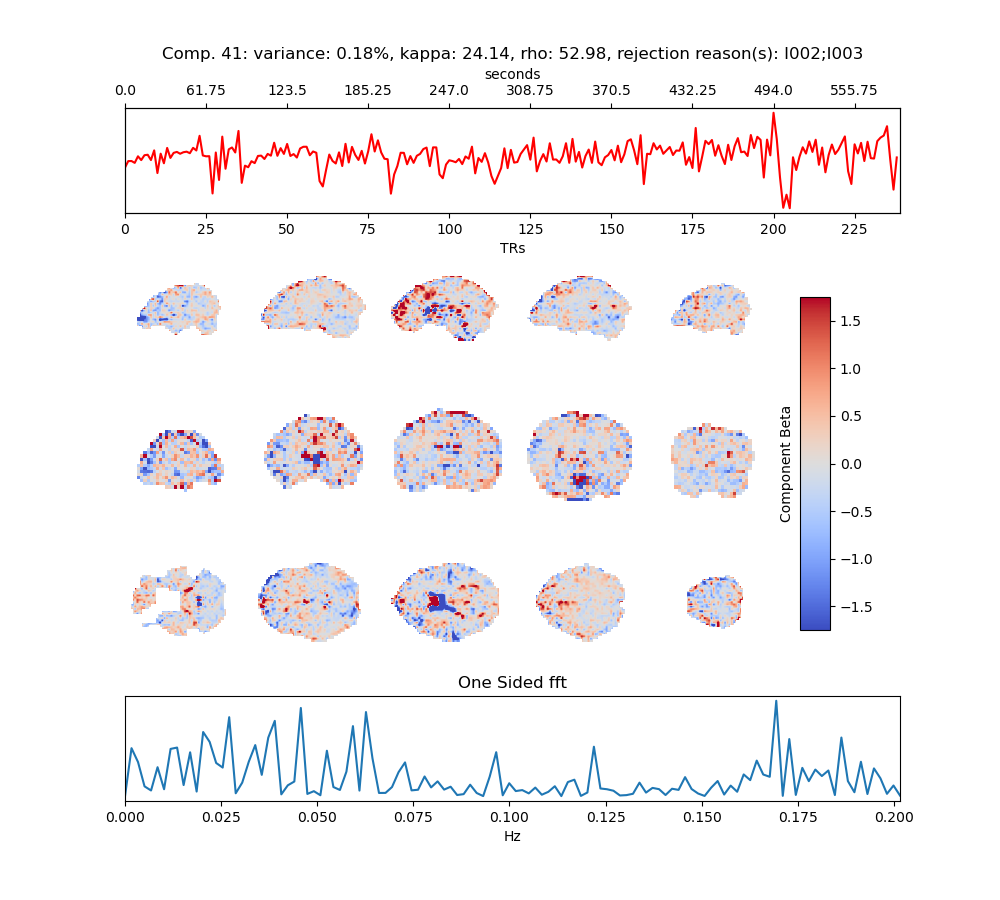 Comp. 41: variance: 0.18%, kappa: 24.14, rho: 52.98, rejection reason(s): I002;I003
seconds
0.0 61.75 123.5 185.25 247.0 308.75 370.5 432.25 494.0 555.75
0 25 50 75 100 125 150 175 200 225
TRs
1.5
1.0
0.5
0.0
−0.5
−1.0
−1.5
Component Beta
One Sided fft
0.000 0.025 0.050 0.075 0.100 0.125 0.150 0.175 0.200
Hz